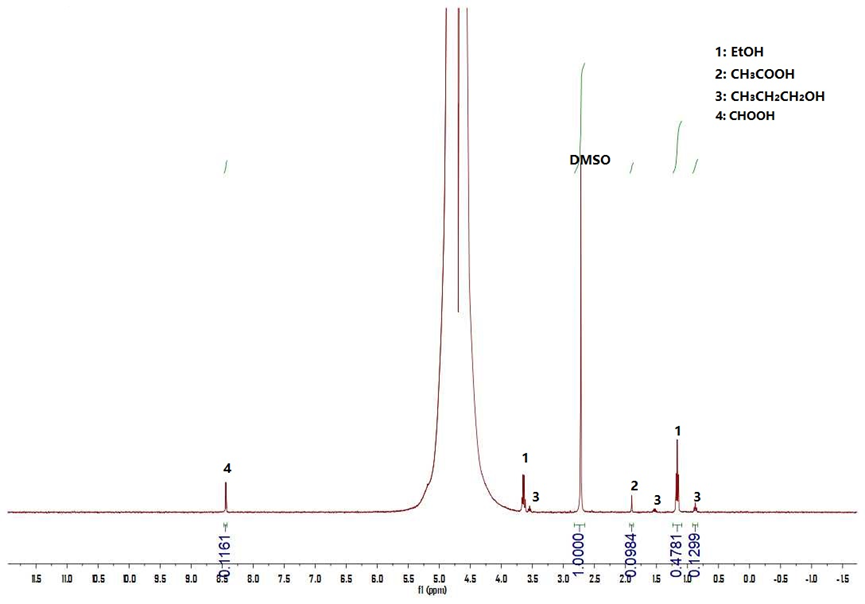 1: EtOH
2: CH₃COOH
3: CH₃CH₂CH₂OH
4: CHOOH
DMSO
4 1 3 2 3 1 3
0.1161 1.0000 0.0984 0.4781 0.1299
11.5 11.0 10.5 10.0 9.5 9.0 8.5 8.0 7.5 7.0 6.5 6.0 5.5 5.0 4.5 4.0 3.5 3.0 2.5 2.0 1.5 1.0 0.5 0.0 -0.5 -1.5
f1 (ppm)